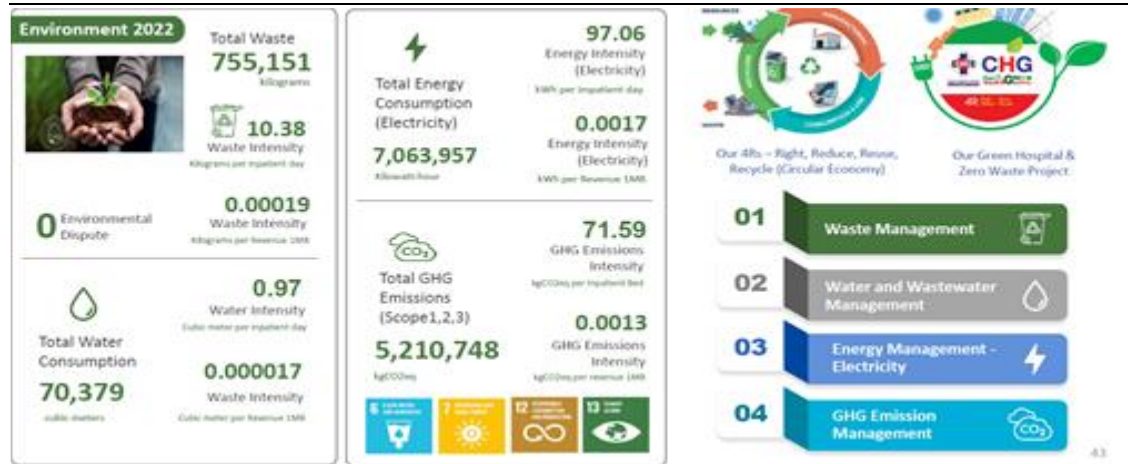 Environment 2022
Total Waste
755,151
kilograms
10.38
Waste Intensity
Kilograms per inpatient day
0 Environmental
Dispute
0.00019
Waste Intensity
Kilograms per Revenue 1MB
Total Water
Consumption
70,379
cubic meters
0.97
Water Intensity
Cubic meter per inpatient day
0.000017
Waste Intensity
Cubic meter per Revenue 1MB
Total Energy
Consumption
(Electricity)
7,063,957
Kilowatt-hour
97.06
Energy Intensity
(Electricity)
kWh per Inpatient day
0.0017
Energy Intensity
(Electricity)
kWh per Revenue 1MB
Total GHG
Emissions
(Scope1,2,3)
5,210,748
kgCO2eq
CO2
71.59
GHG Emissions
Intensity
kgCO2eq per Inpatient Bed
0.0013
GHG Emissions
Intensity
kgCO2eq per revenue 1MB
6
7
12
13
CHG
4R
Our 4Rs – Right, Reduce, Reuse,
Recycle (Circular Economy)
Our Green Hospital &
Zero Waste Project
01 Waste Management
02 Water and Wastewater
Management
03 Energy Management -
Electricity
04 GHG Emission
Management
CO2
43